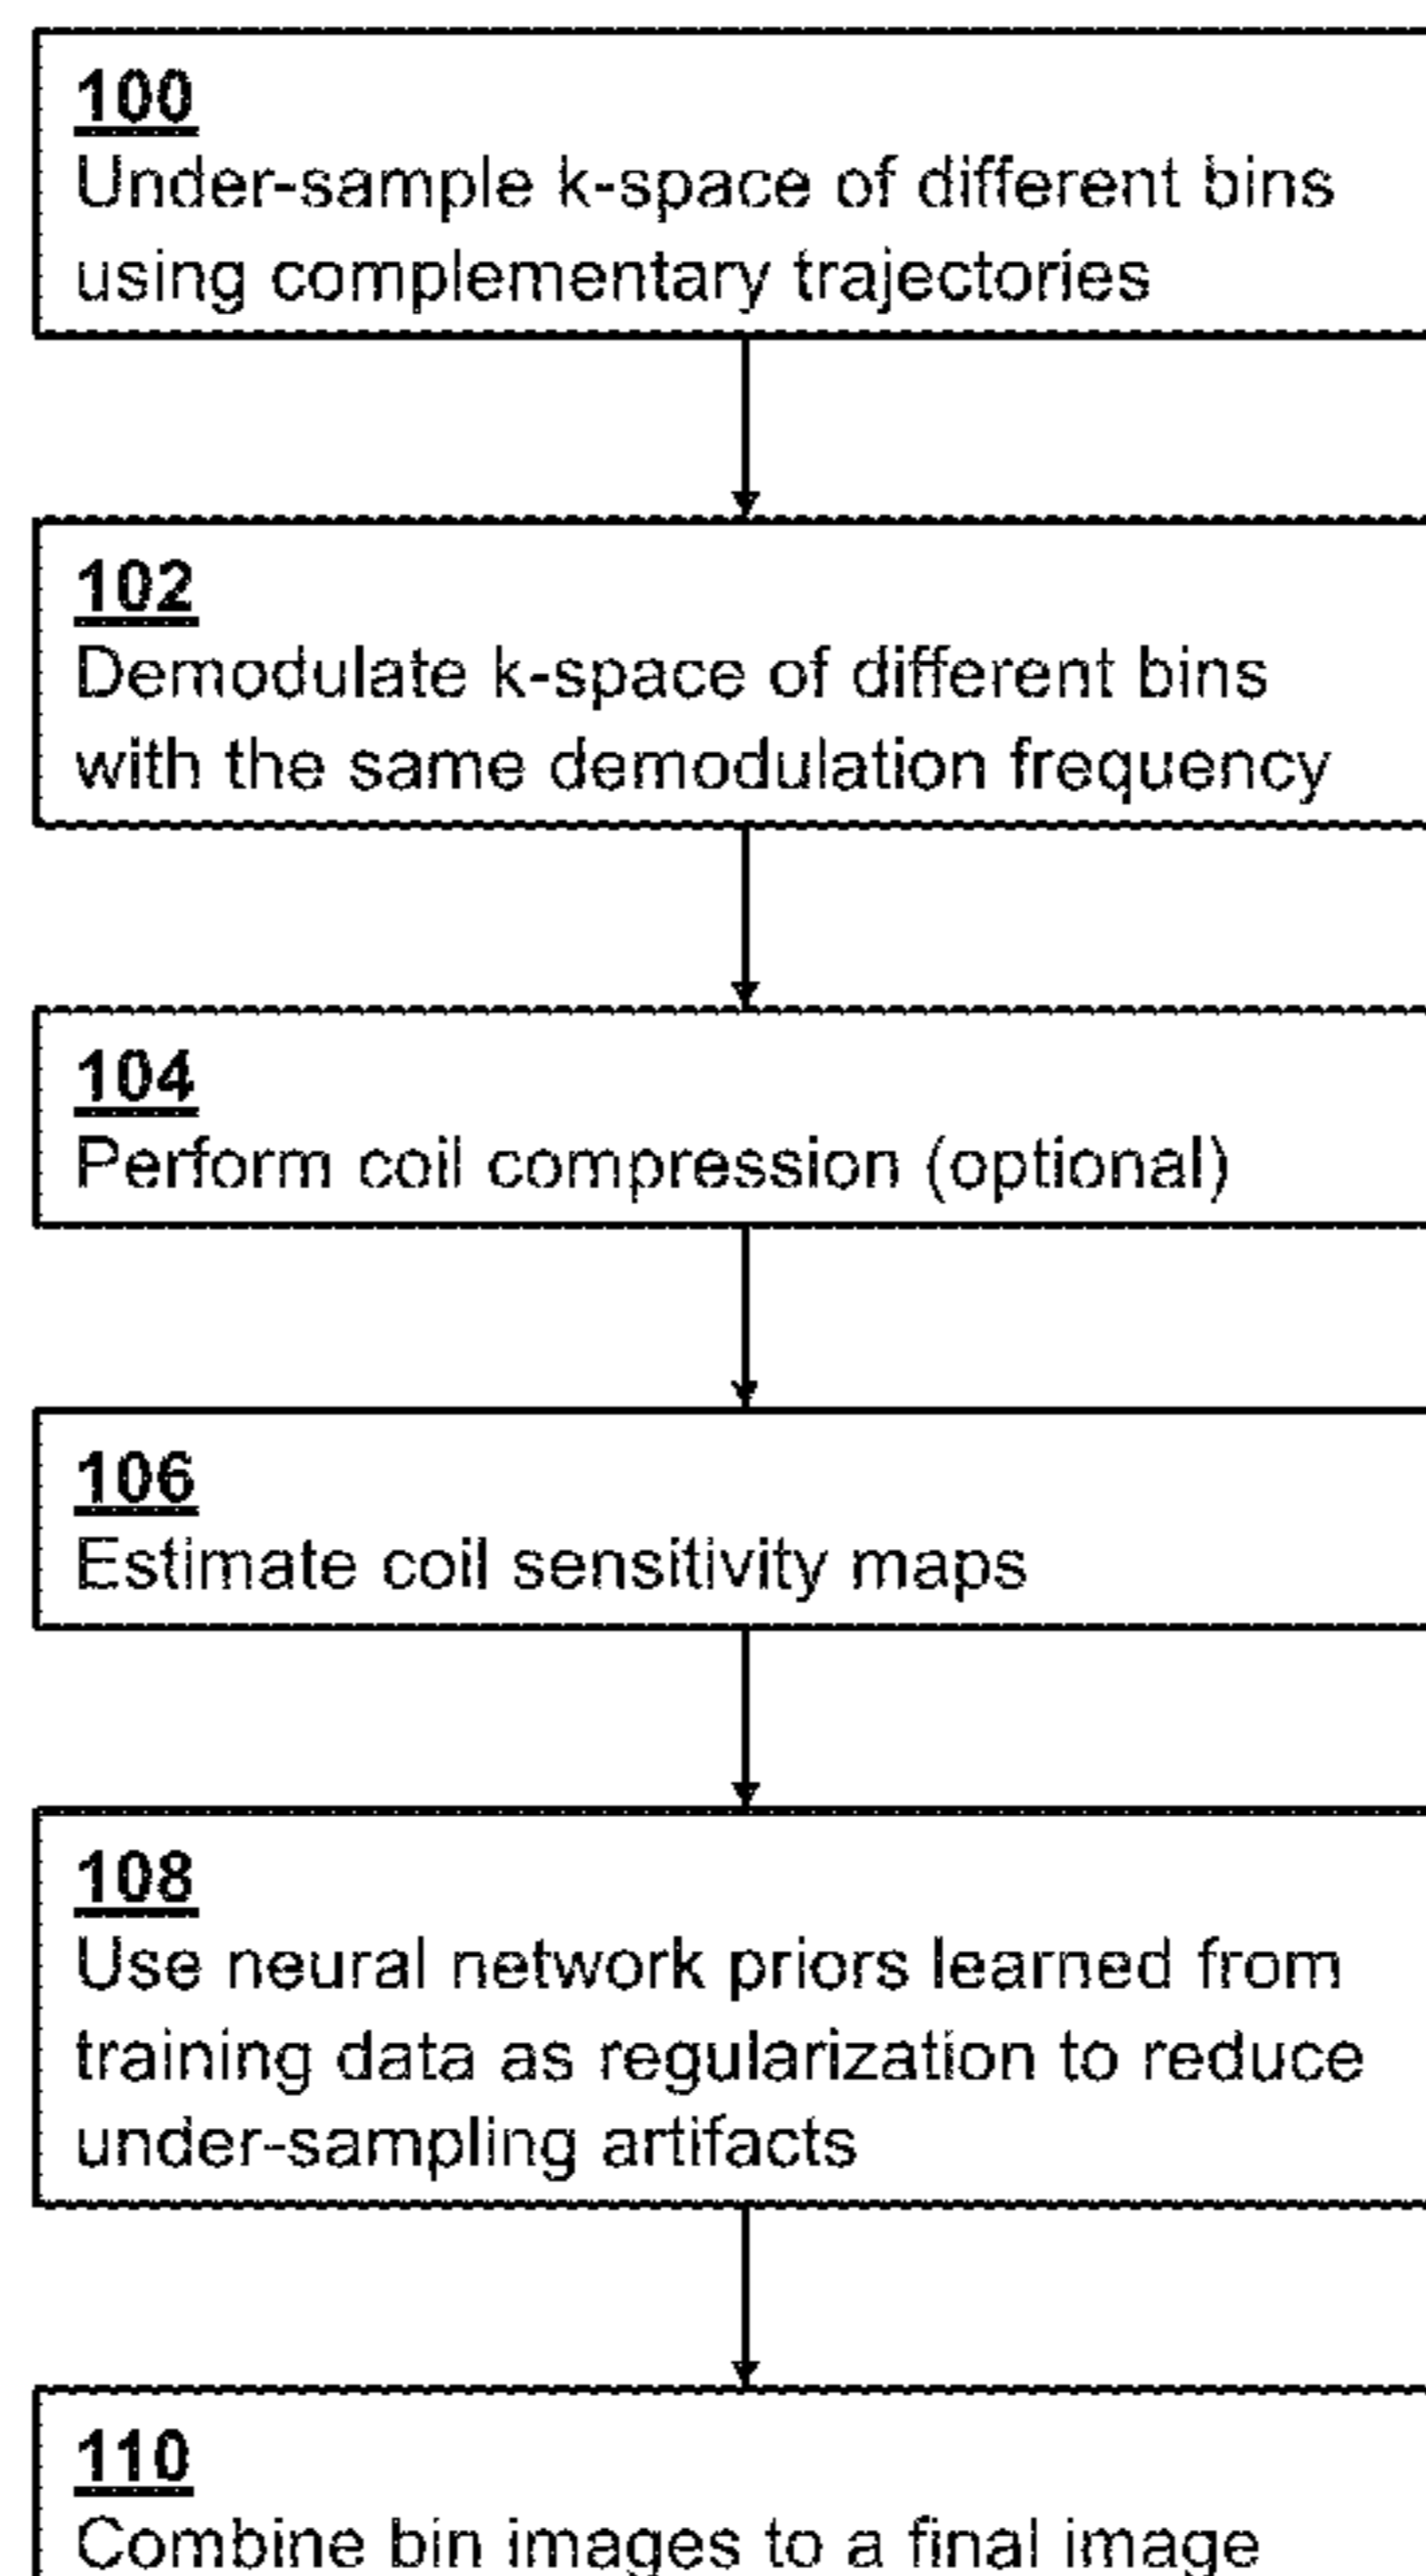 100
Under-sample k-space of different bins
using complementary trajectories
102
Demodulate k-space of different bins
with the same demodulation frequency
104
Perform coil compression (optional)
106
Estimate coil sensitivity maps
108
Use neural network priors learned from
training data as regularization to reduce
under-sampling artifacts
110
Combine bin images to a final image